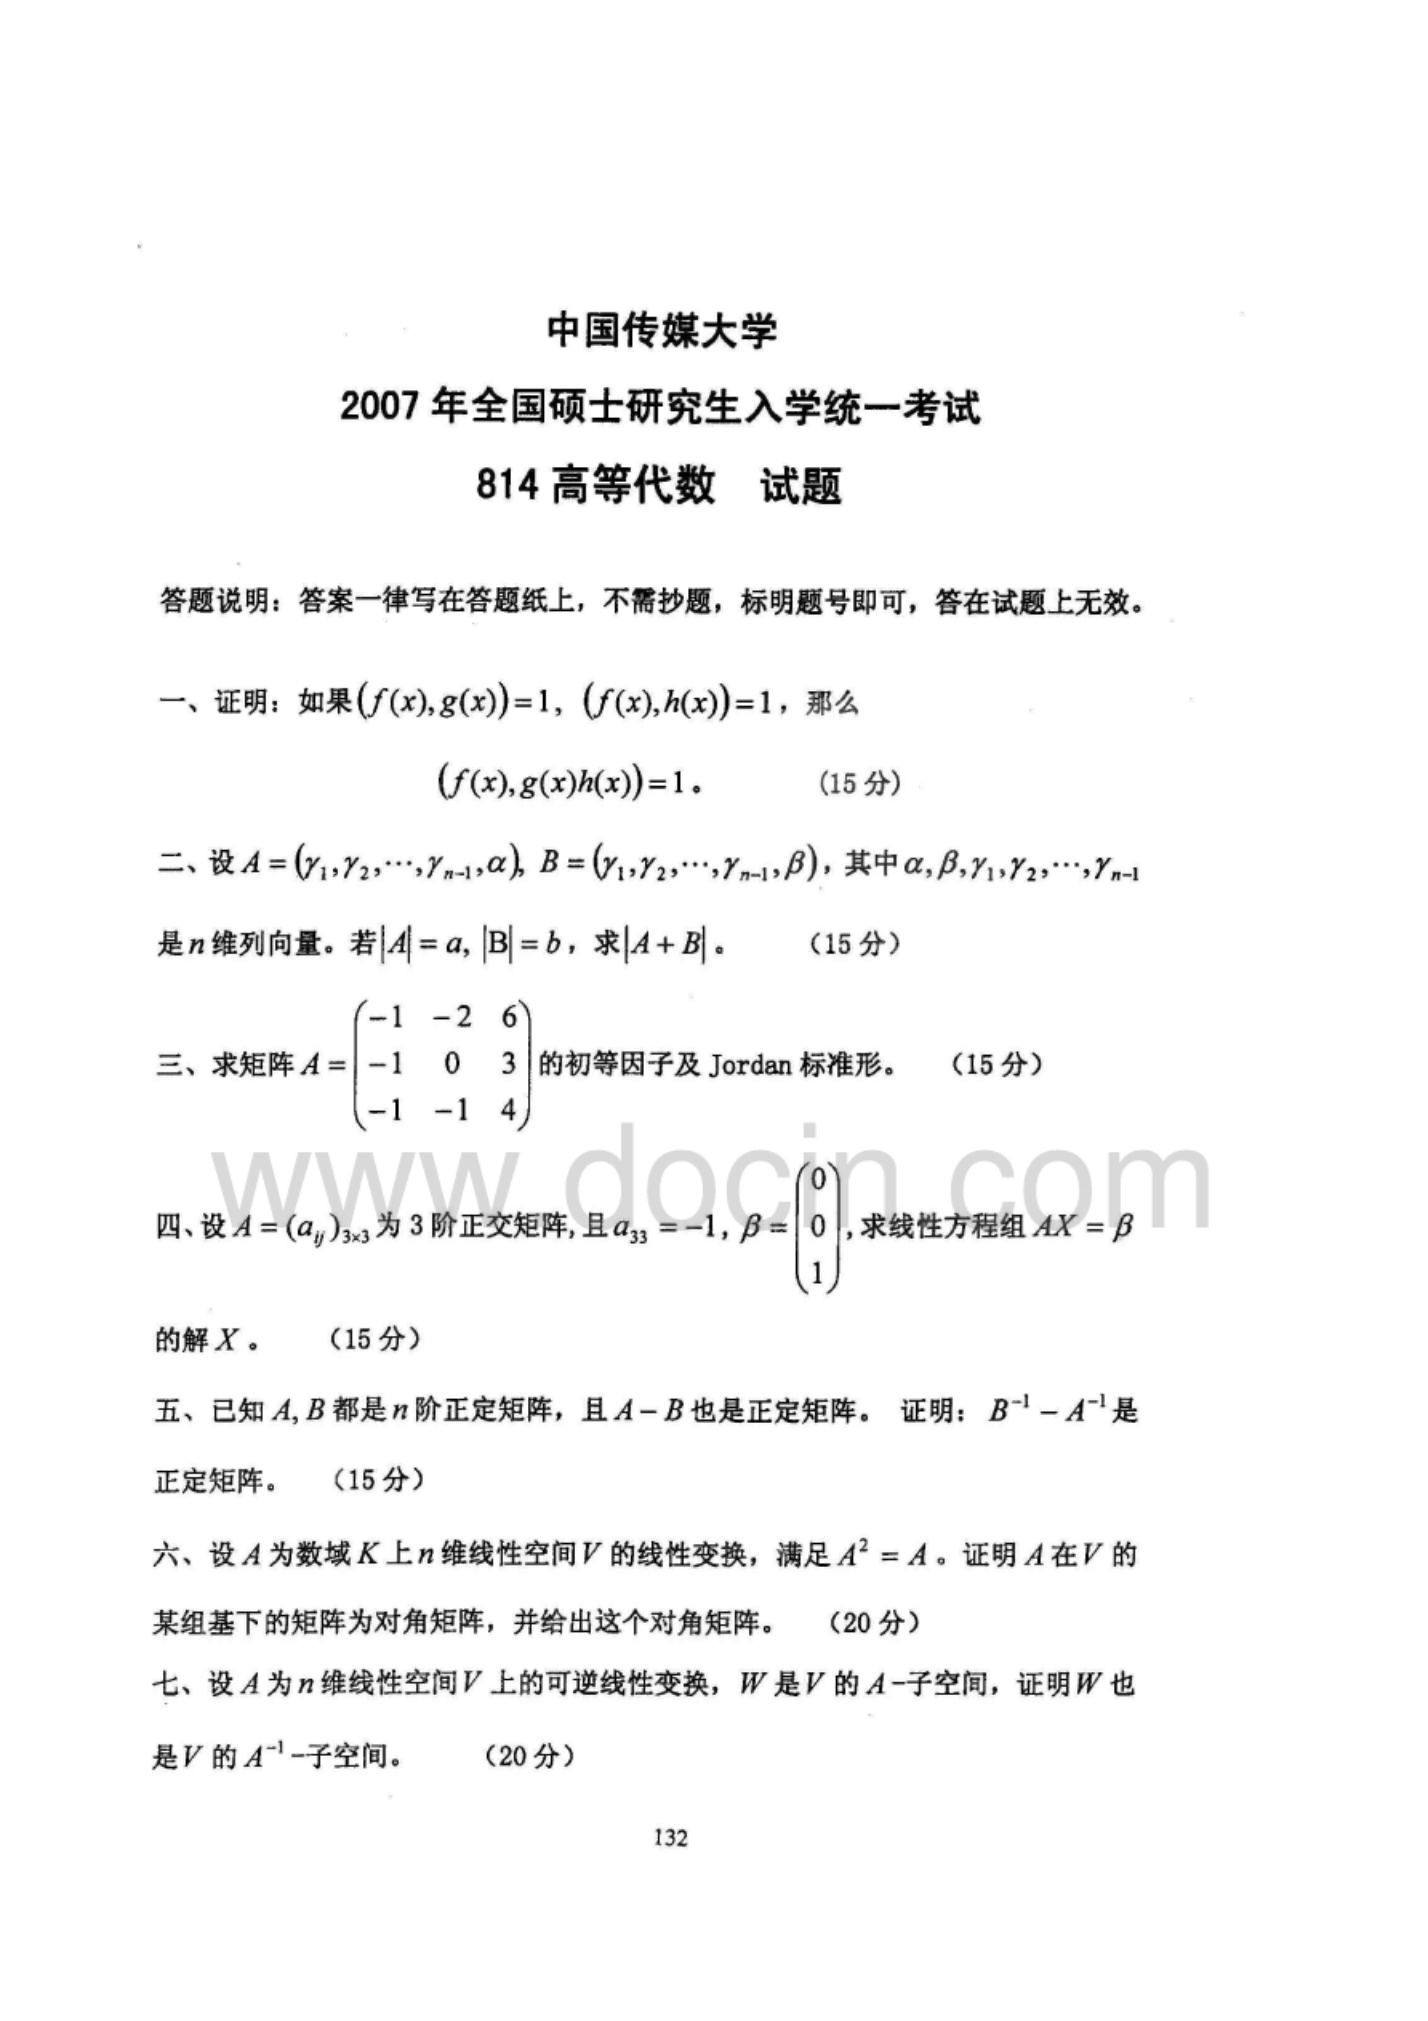 中国传媒大学
2007年全国硕士研究生入学统一考试
814高等代数 试题
答题说明：答案一律写在答题纸上，不需抄题，标明题号即可，答在试题上无效。
一、证明：如果(f(x),g(x))=1，(f(x),h(x))=1，那么
(f(x),g(x)h(x))=1。 (15分)
二、设A=(γ₁,γ₂,⋯,γₙ₋₁,α), B=(γ₁,γ₂,⋯,γₙ₋₁,β)，其中α,β,γ₁,γ₂,⋯,γₙ₋₁
是n维列向量。若|A|=a, |B|=b，求|A+B|。 （15分）
三、求矩阵A=(-1 -2 6; -1 0 3; -1 -1 4)的初等因子及Jordan标准形。 （15分）
www.docin.com
四、设A=(aᵢⱼ)₃ₓ₃为3阶正交矩阵,且a₃₃=-1, β=(0; 0; 1),求线性方程组AX=β
的解X。 （15分）
五、已知A,B都是n阶正定矩阵，且A-B也是正定矩阵。 证明：B⁻¹-A⁻¹是
正定矩阵。 （15分）
六、设A为数域K上n维线性空间V的线性变换，满足A²=A。证明A在V的
某组基下的矩阵为对角矩阵，并给出这个对角矩阵。 （20分）
七、设A为n维线性空间V上的可逆线性变换，W是V的A-子空间，证明W也
是V的A⁻¹-子空间。 （20分）
132